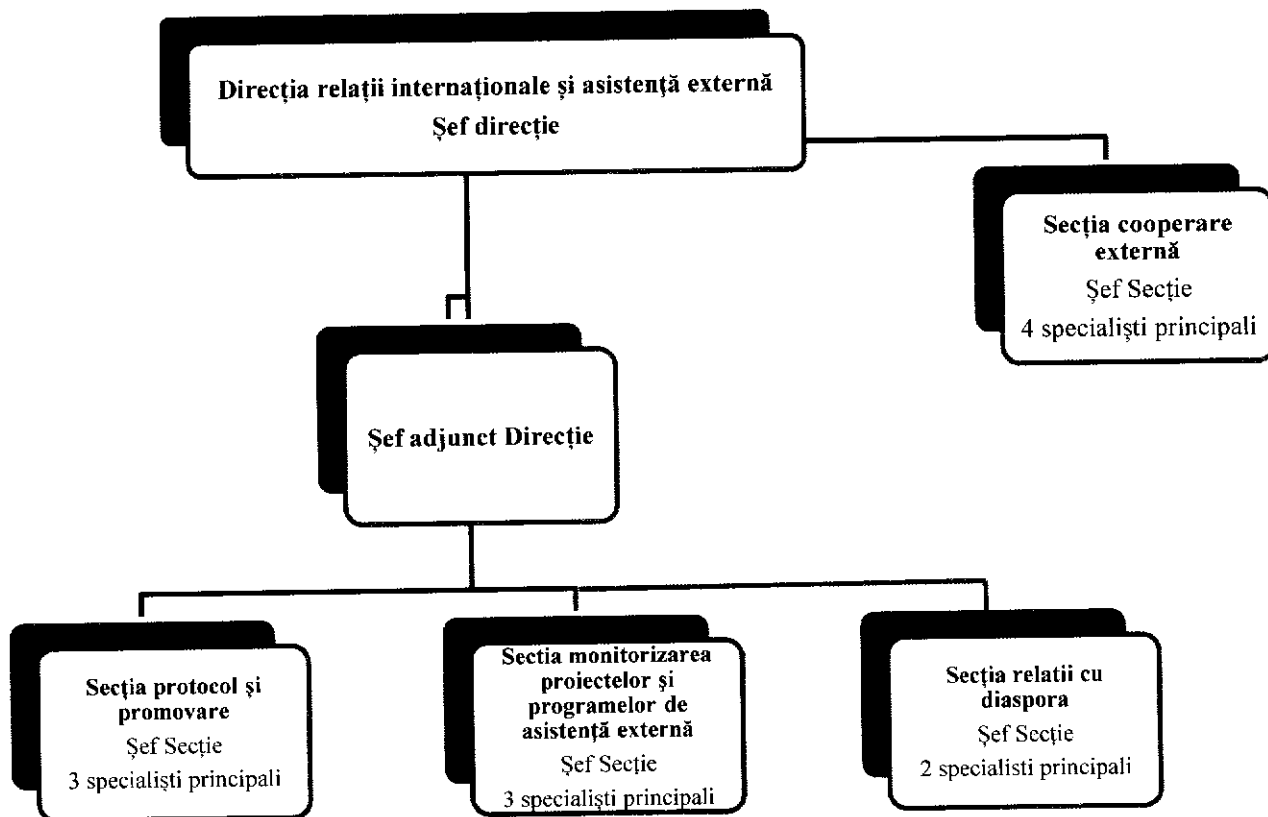 Direcția relații internaționale și asistență externă
Șef direcție
Secția cooperare
externă
Șef Secție
4 specialiști principali
Șef adjunct Direcție
Secția protocol și
promovare
Șef Secție
3 specialiști principali
Sectia monitorizarea
proiectelor și
programelor de
asistență externă
Șef Secție
3 specialiști principali
Secția relatii cu
diaspora
Șef Secție
2 specialisti principali